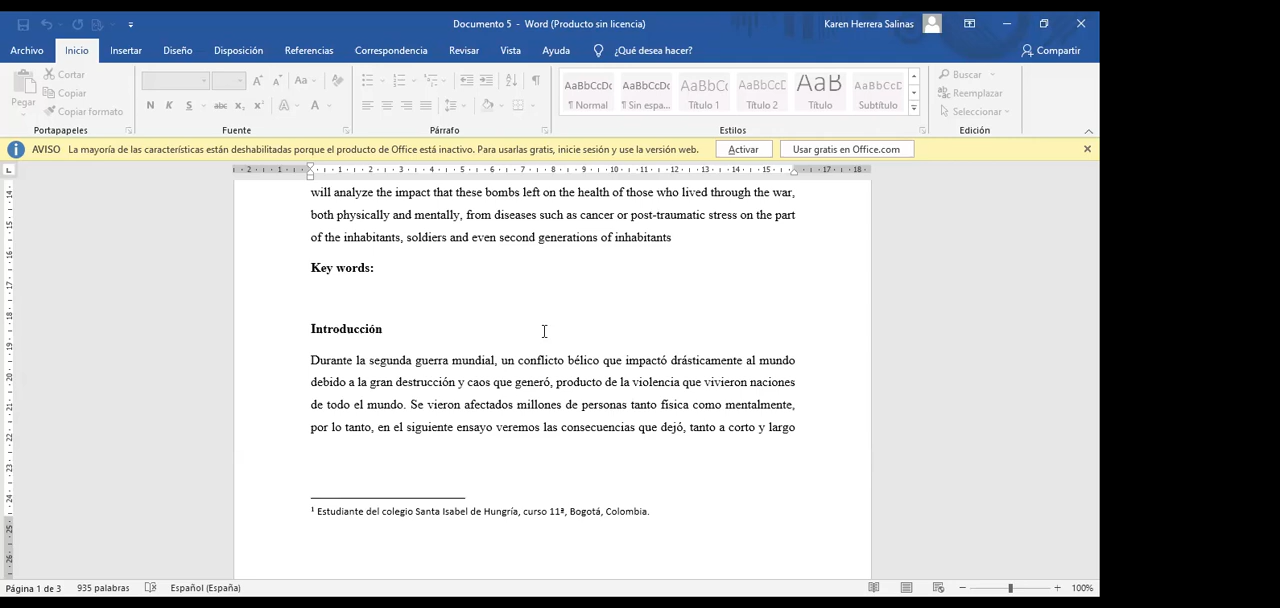 Documento 5 - Word (Producto sin licencia)
Karen Herrera Salinas
Archivo Inicio Insertar Diseño Disposición Referencias Correspondencia Revisar Vista Ayuda ¿Qué desea hacer? Compartir
Pegar
Cortar
Copiar
Copiar formato
Portapapeles
N K S abc x₂ x²
Fuente
Párrafo
AaBbCcDc AaBbCcDc AaBbCc AaBbCcC AaB AaBbCcD
¶ Normal ¶ Sin espa... Título 1 Título 2 Título Subtítulo
Estilos
Buscar
Reemplazar
Seleccionar
Edición
AVISO La mayoría de las características están deshabilitadas porque el producto de Office está inactivo. Para usarlas gratis, inicie sesión y use la versión web. Activar Usar gratis en Office.com
will analyze the impact that these bombs left on the health of those who lived through the war,
both physically and mentally, from diseases such as cancer or post-traumatic stress on the part
of the inhabitants, soldiers and even second generations of inhabitants
Key words:
Introducción
Durante la segunda guerra mundial, un conflicto bélico que impactó drásticamente al mundo
debido a la gran destrucción y caos que generó, producto de la violencia que vivieron naciones
de todo el mundo. Se vieron afectados millones de personas tanto física como mentalmente,
por lo tanto, en el siguiente ensayo veremos las consecuencias que dejó, tanto a corto y largo
¹ Estudiante del colegio Santa Isabel de Hungría, curso 11ª, Bogotá, Colombia.
Página 1 de 3 935 palabras Español (España) 100%